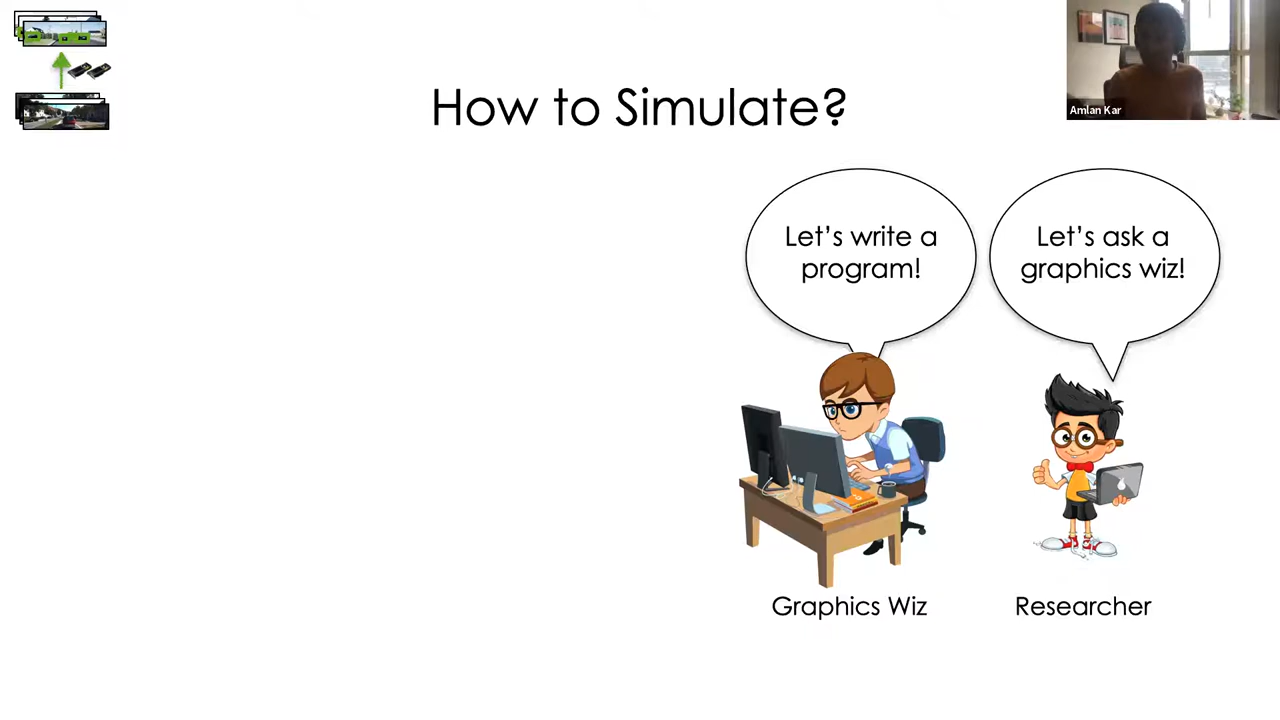 How to Simulate?
Amlan Kar
Let's write a
program!
Let's ask a
graphics wiz!
Graphics Wiz
Researcher